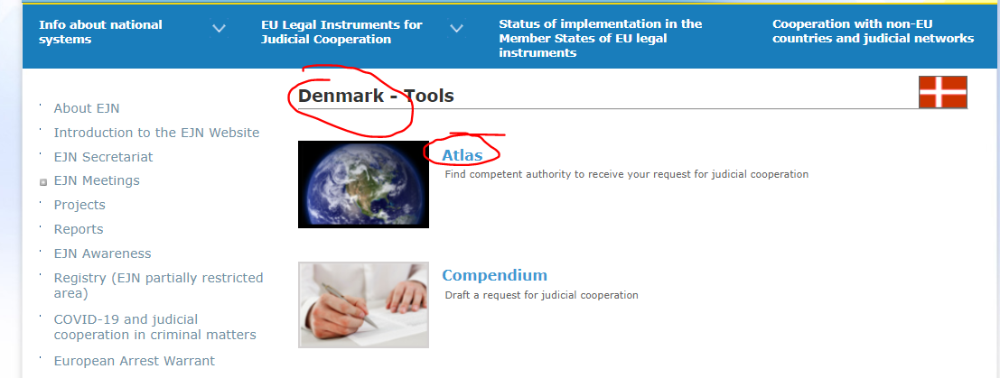 Info about national
systems
EU Legal Instruments for
Judicial Cooperation
Status of implementation in the
Member States of EU legal
instruments
Cooperation with non-EU
countries and judicial networks
About EJN
Introduction to the EJN Website
EJN Secretariat
EJN Meetings
Projects
Reports
EJN Awareness
Registry (EJN partially restricted
area)
COVID-19 and judicial
cooperation in criminal matters
European Arrest Warrant
Denmark - Tools
Atlas
Find competent authority to receive your request for judicial cooperation
Compendium
Draft a request for judicial cooperation